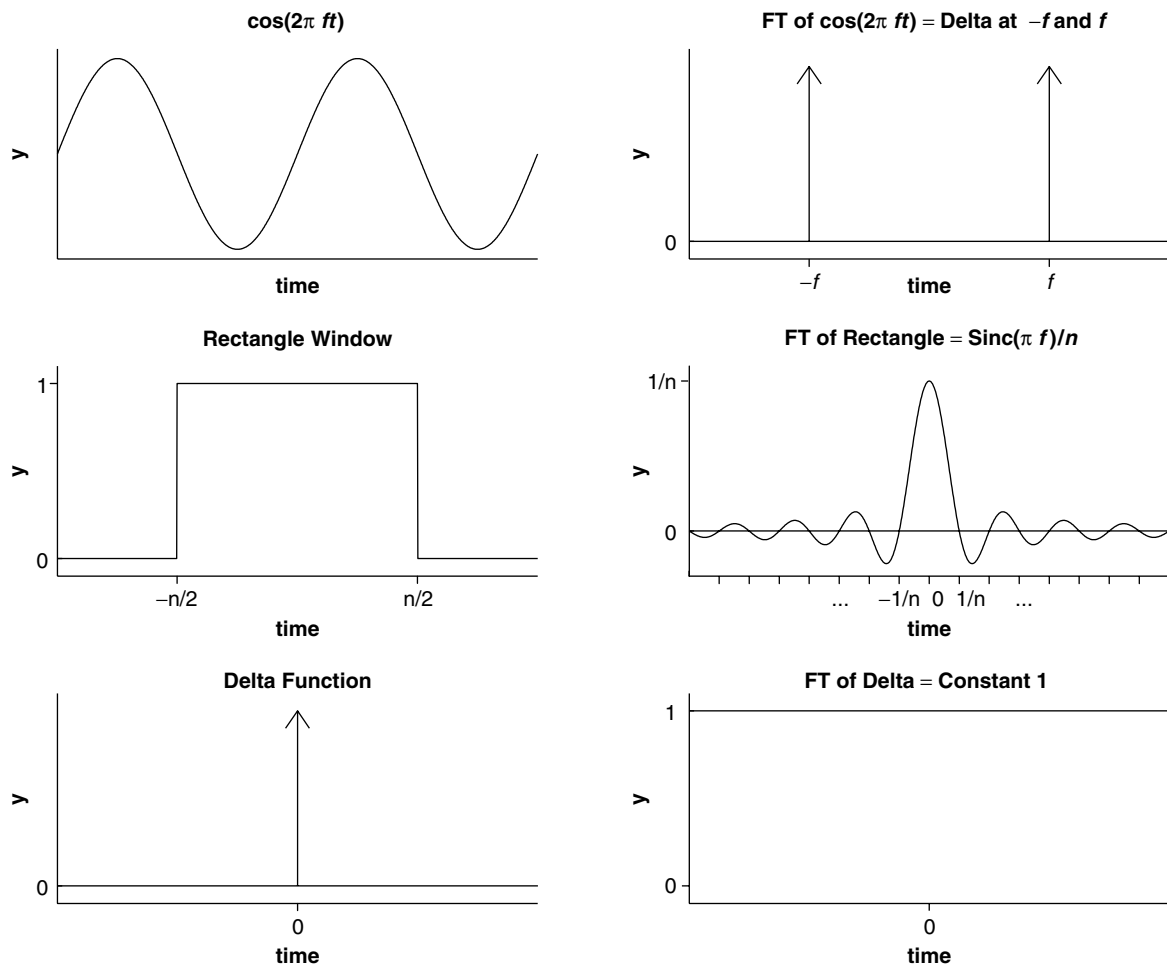 cos(2π ft)
y
time
FT of cos(2π ft) = Delta at −f and f
y
0
−f
f
time
Rectangle Window
1
y
0
−n/2
n/2
time
FT of Rectangle = Sinc(π f)/n
1/n
y
0
... −1/n 0 1/n ...
time
Delta Function
y
0
0
time
FT of Delta = Constant 1
1
y
0
0
time